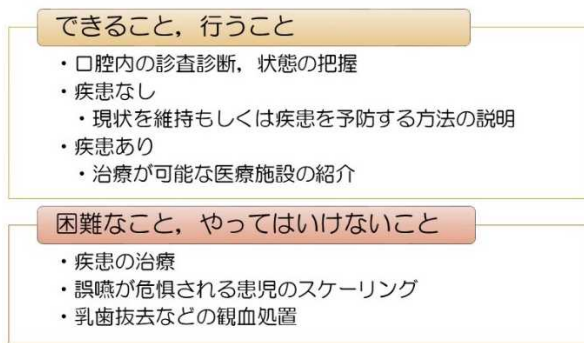 できること，行うこと
・口腔内の診査診断，状態の把握
・疾患なし
・現状を維持もしくは疾患を予防する方法の説明
・疾患あり
・治療が可能な医療施設の紹介
困難なこと，やってはいけないこと
・疾患の治療
・誤嚥が危惧される患児のスケーリング
・乳歯抜去などの観血処置